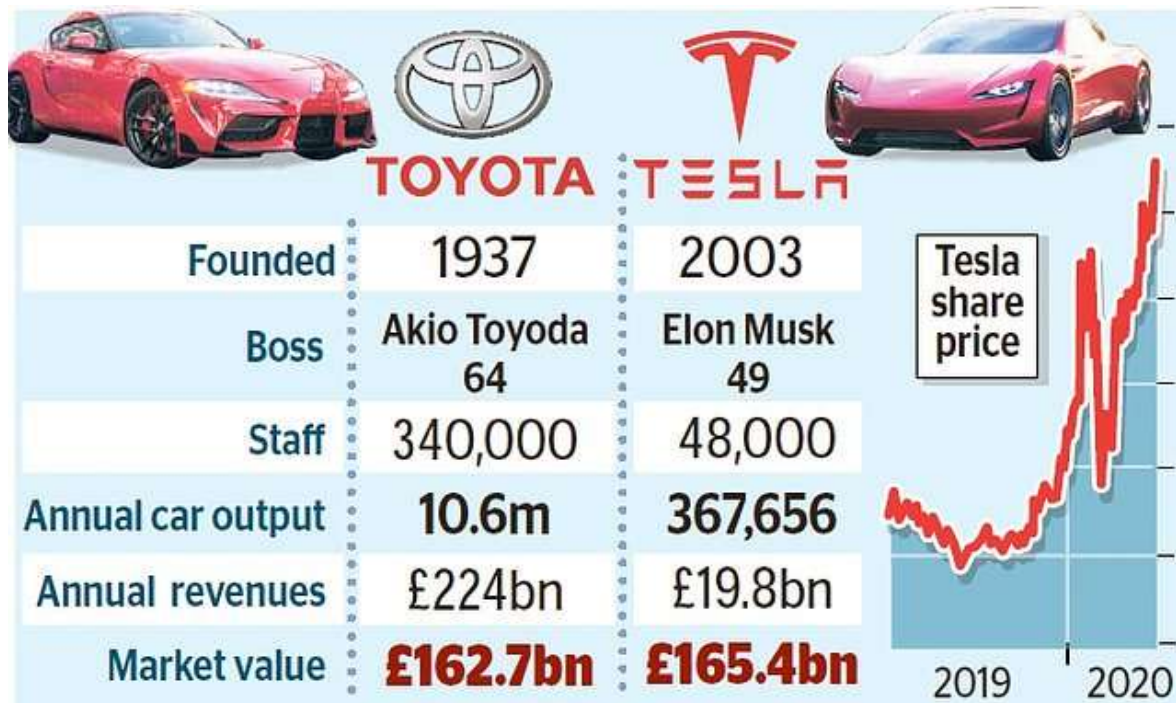 TOYOTA TESLA
Founded 1937 2003
Boss Akio Toyoda 64 Elon Musk 49
Staff 340,000 48,000
Annual car output 10.6m 367,656
Annual revenues £224bn £19.8bn
Market value £162.7bn £165.4bn
Tesla
share
price
2019 2020